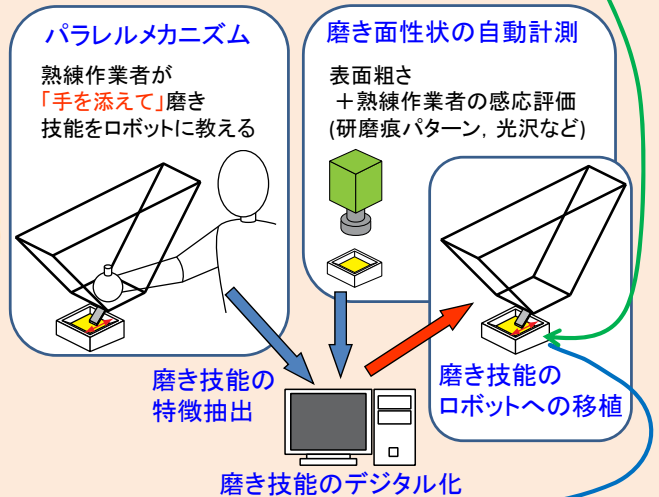 パラレルメカニズム
熟練作業者が
「手を添えて」磨き
技能をロボットに教える
磨き面性状の自動計測
表面粗さ
＋熟練作業者の感応評価
(研磨痕パターン，光沢など)
磨き技能の
特徴抽出
磨き技能の
ロボットへの移植
磨き技能のデジタル化